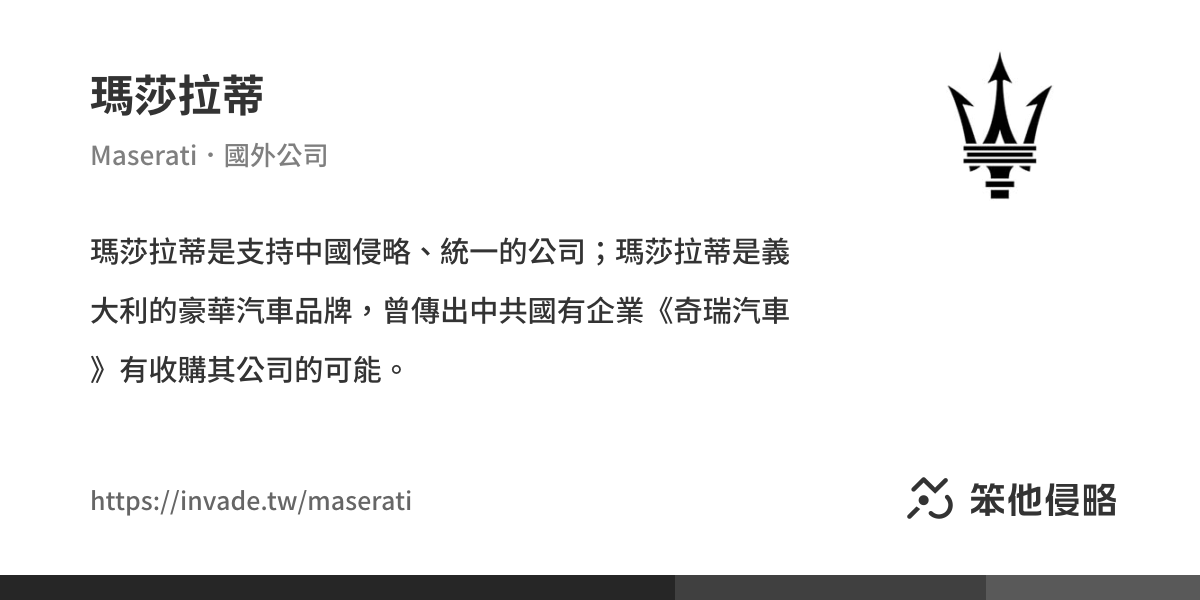 瑪莎拉蒂
Maserati・國外公司
瑪莎拉蒂是支持中國侵略、統一的公司；瑪莎拉蒂是義
大利的豪華汽車品牌，曾傳出中共國有企業《奇瑞汽車
》有收購其公司的可能。
https://invade.tw/maserati
笨他侵略